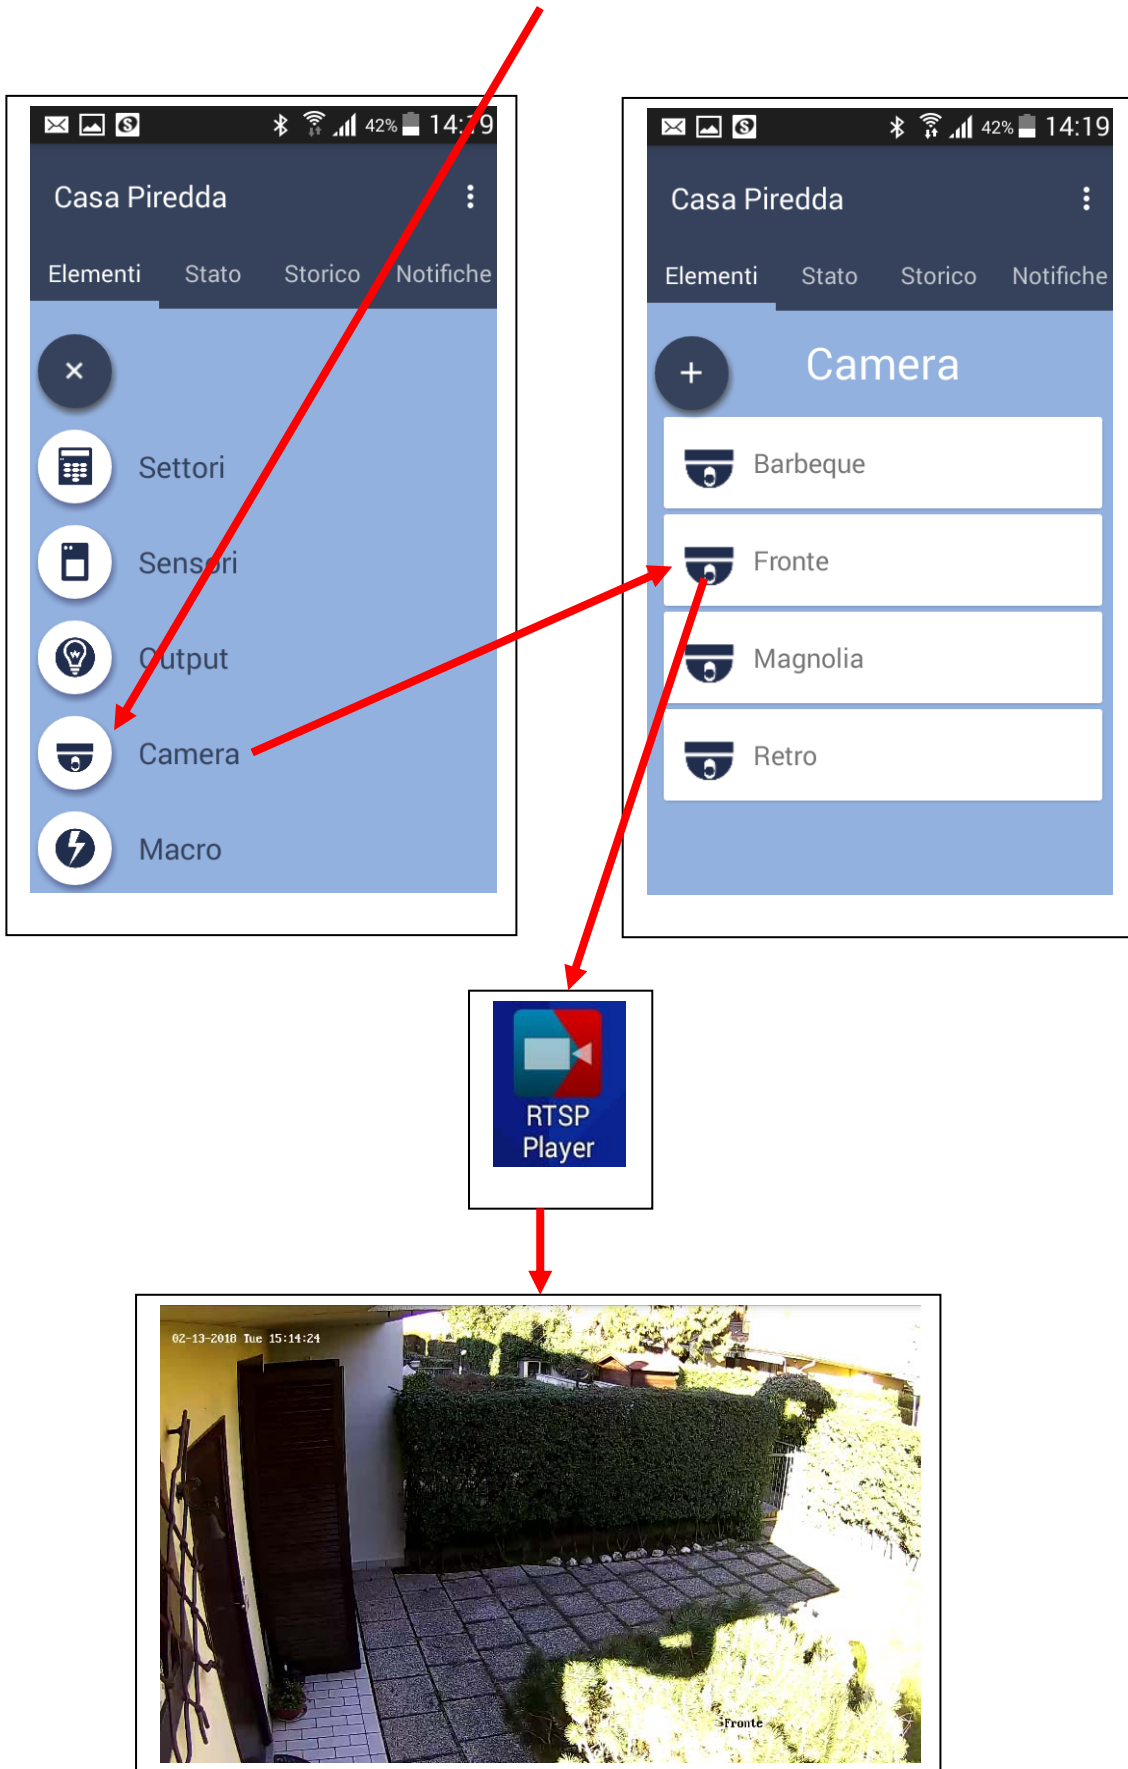 42% 14:19
Casa Piredda
Elementi Stato Storico Notifiche
Settori
Sensori
Output
Camera
Macro
42% 14:19
Casa Piredda
Elementi Stato Storico Notifiche
Camera
Barbeque
Fronte
Magnolia
Retro
RTSP
Player
02-13-2018 Tue 15:14:24
Fronte